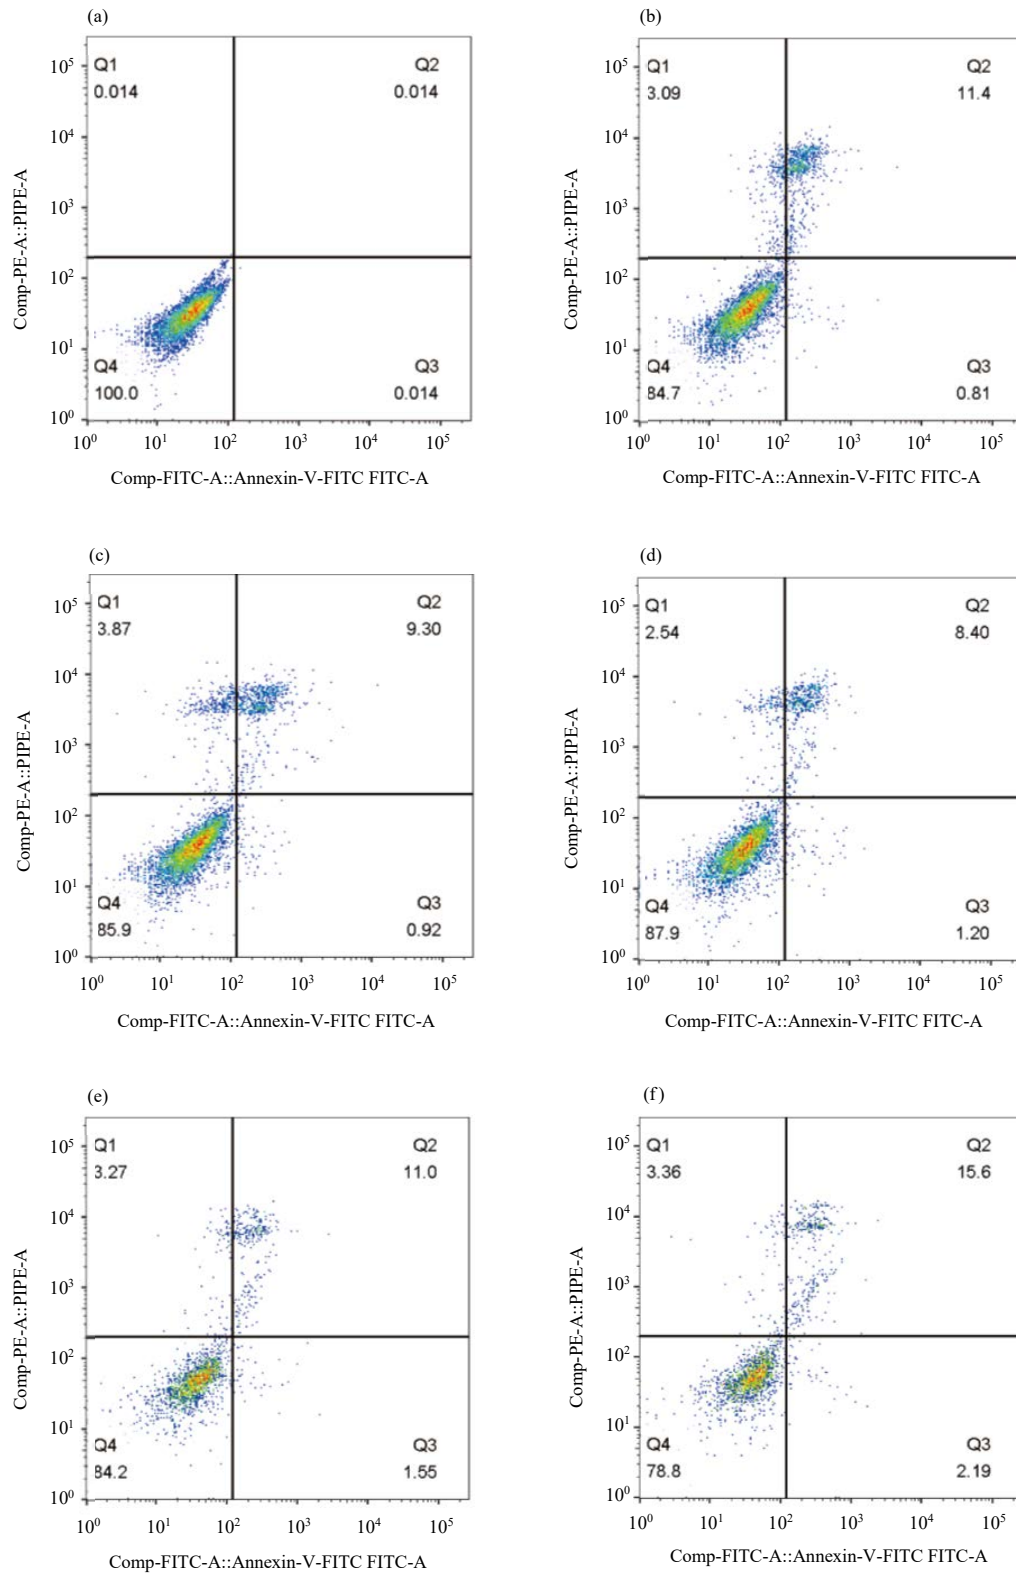 (a)
Comp-PE-A::PIPE-A
10⁵
10⁴
10³
10²
10¹
10⁰
Q1 Q2
0.014 0.014
Q4 Q3
100.0 0.014
10⁰ 10¹ 10² 10³ 10⁴ 10⁵
Comp-FITC-A::Annexin-V-FITC FITC-A
(b)
Comp-PE-A::PIPE-A
10⁵
10⁴
10³
10²
10¹
10⁰
Q1 Q2
3.09 11.4
Q4 Q3
84.7 0.81
10⁰ 10¹ 10² 10³ 10⁴ 10⁵
Comp-FITC-A::Annexin-V-FITC FITC-A
(c)
Comp-PE-A::PIPE-A
10⁵
10⁴
10³
10²
10¹
10⁰
Q1 Q2
3.87 9.30
Q4 Q3
85.9 0.92
10⁰ 10¹ 10² 10³ 10⁴ 10⁵
Comp-FITC-A::Annexin-V-FITC FITC-A
(d)
Comp-PE-A::PIPE-A
10⁵
10⁴
10³
10²
10¹
10⁰
Q1 Q2
2.54 8.40
Q4 Q3
87.9 1.20
10⁰ 10¹ 10² 10³ 10⁴ 10⁵
Comp-FITC-A::Annexin-V-FITC FITC-A
(e)
Comp-PE-A::PIPE-A
10⁵
10⁴
10³
10²
10¹
10⁰
Q1 Q2
3.27 11.0
Q4 Q3
84.2 1.55
10⁰ 10¹ 10² 10³ 10⁴ 10⁵
Comp-FITC-A::Annexin-V-FITC FITC-A
(f)
Comp-PE-A::PIPE-A
10⁵
10⁴
10³
10²
10¹
10⁰
Q1 Q2
3.36 15.6
Q4 Q3
78.8 2.19
10⁰ 10¹ 10² 10³ 10⁴ 10⁵
Comp-FITC-A::Annexin-V-FITC FITC-A